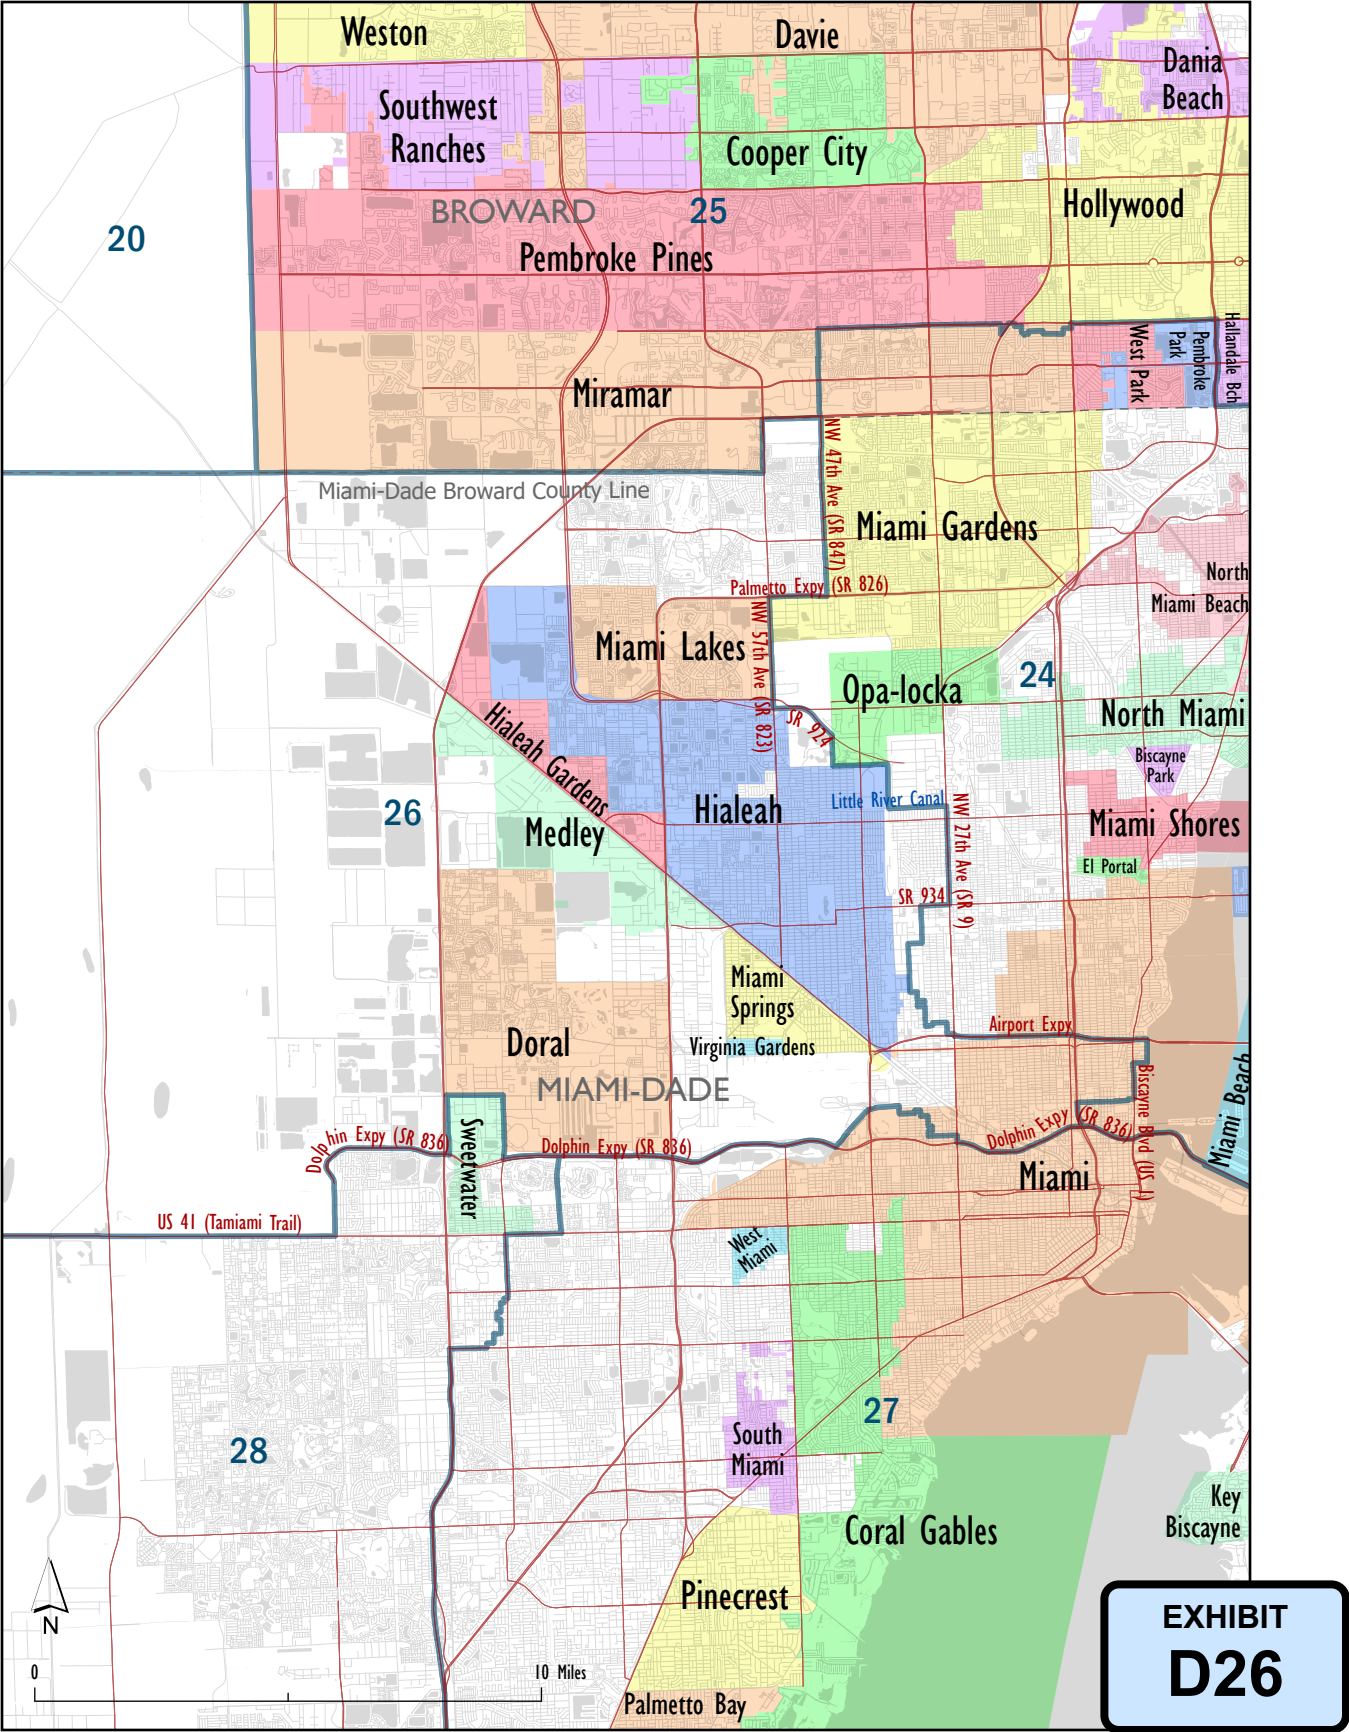 Weston
Davie
Dania
Beach
Southwest
Ranches
Cooper City
BROWARD
25
Hollywood
20
Pembroke Pines
Hallandale Bch
West Park
Pembroke
Park
Miramar
NW 47th Ave (SR 847)
Miami-Dade Broward County Line
Miami Gardens
North
Miami Beach
Palmetto Expy (SR 826)
NW 57th Ave (SR 823)
Miami Lakes
Opa-locka
24
SR 924
North Miami
Hialeah Gardens
Biscayne
Park
26
Hialeah
Little River Canal
NW 27th Ave (SR 9)
Medley
Miami Shores
El Portal
SR 934
Miami
Springs
Airport Expy
Doral
Virginia Gardens
MIAMI-DADE
Biscayne Blvd (US 1)
Miami Beach
Sweetwater
Dolphin Expy (SR 836)
Dolphin Expy (SR 836)
Dolphin Expy (SR 836)
Miami
US 41 (Tamiami Trail)
West
Miami
27
28
South
Miami
Key
Biscayne
Coral Gables
Pinecrest
N
0
10 Miles
Palmetto Bay
EXHIBIT
D26